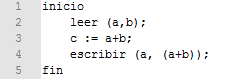 1 inicio
2 leer (a,b);
3 c := a+b;
4 escribir (a, (a+b));
5 fin